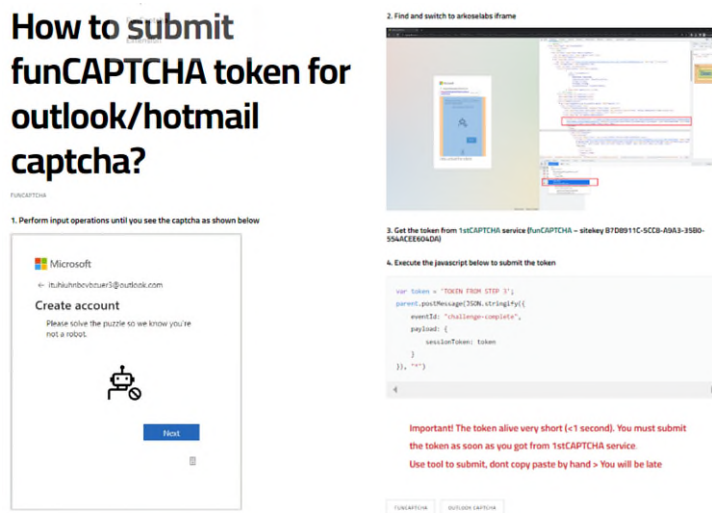 How to submit
funCAPTCHA token for
outlook/hotmail
captcha?
FUNCAPTCHA
1. Perform input operations until you see the captcha as shown below
Microsoft
← ituhiuhnbcvbzuer3@outlook.com
Create account
Please solve the puzzle so we know you're
not a robot.
Next
2. Find and switch to arkoselabs iframe
3. Get the token from 1stCAPTCHA service (funCAPTCHA – sitekey B7D8911C-5CC8-A9A3-35B0-
554ACEE604DA)
4. Execute the javascript below to submit the token
var token = 'TOKEN FROM STEP 3';
parent.postMessage(JSON.stringify({
eventId: "challenge-complete",
payload: {
sessionToken: token
}
}), "*")
Important! The token alive very short (<1 second). You must submit
the token as soon as you got from 1stCAPTCHA service.
Use tool to submit, dont copy paste by hand > You will be late
FUNCAPTCHA
OUTLOOK CAPTCHA